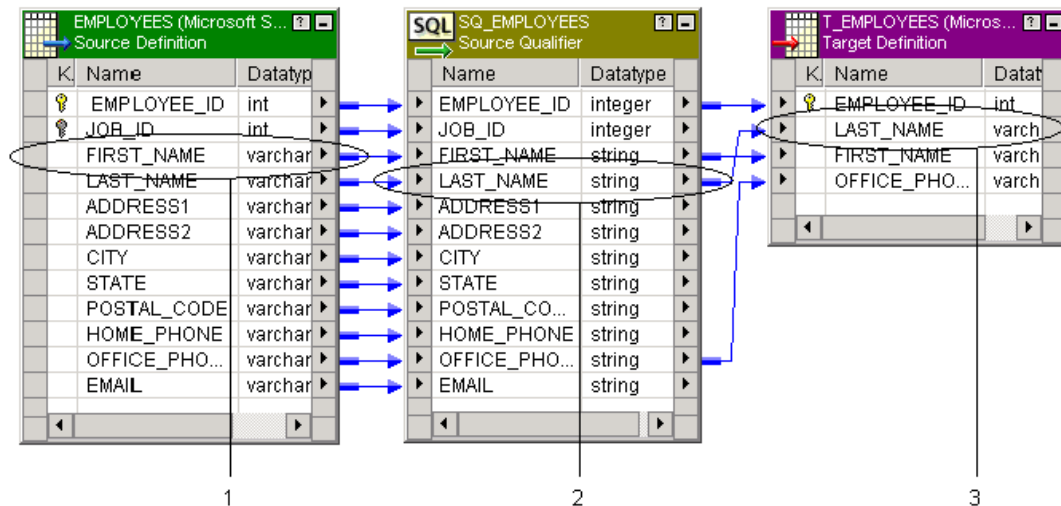 EMPLOYEES (Microsoft S... ?
Source Definition
K. Name Datatyp
EMPLOYEE_ID int
JOB_ID int
FIRST_NAME varchar
LAST_NAME varchar
ADDRESS1 varchar
ADDRESS2 varchar
CITY varchar
STATE varchar
POSTAL_CODE varchar
HOME_PHONE varchar
OFFICE_PHO... varchar
EMAIL varchar
SQL SQ_EMPLOYEES ?
Source Qualifier
Name Datatype
EMPLOYEE_ID integer
JOB_ID integer
FIRST_NAME string
LAST_NAME string
ADDRESS1 string
ADDRESS2 string
CITY string
STATE string
POSTAL_CO... string
HOME_PHONE string
OFFICE_PHO... string
EMAIL string
T_EMPLOYEES (Micros... ?
Target Definition
K. Name Datat
EMPLOYEE_ID int
LAST_NAME varch
FIRST_NAME varch
OFFICE_PHO... varch
1
2
3